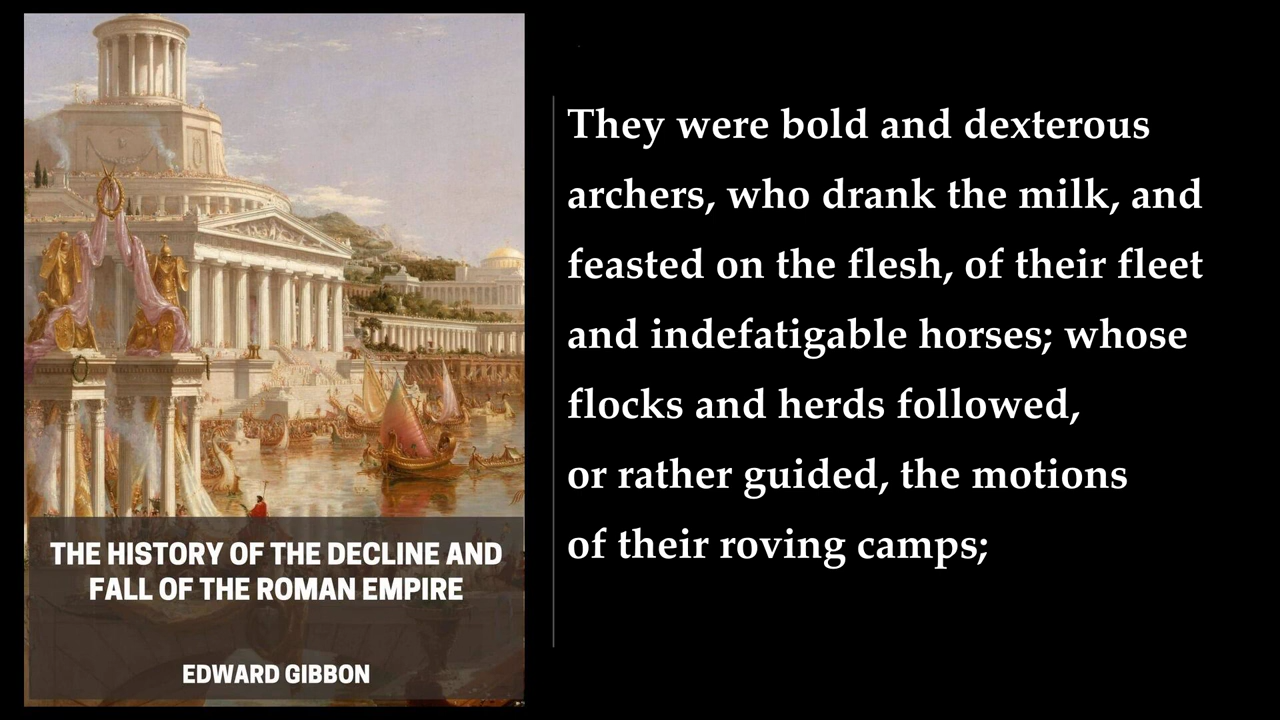 THE HISTORY OF THE DECLINE AND
FALL OF THE ROMAN EMPIRE
EDWARD GIBBON
They were bold and dexterous
archers, who drank the milk, and
feasted on the flesh, of their fleet
and indefatigable horses; whose
flocks and herds followed,
or rather guided, the motions
of their roving camps;